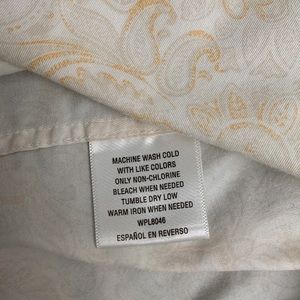 MACHINE WASH COLD
WITH LIKE COLORS
ONLY NON-CHLORINE
BLEACH WHEN NEEDED
TUMBLE DRY LOW
WARM IRON WHEN NEEDED
WPL8046
ESPAÑOL EN REVERSO